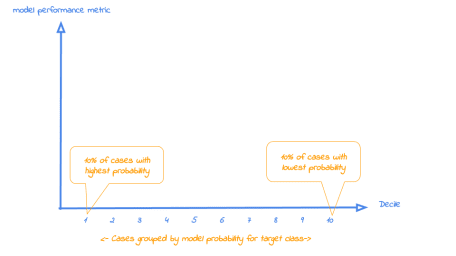 model performance metric
10% of cases with
highest probability
10% of cases with
lowest probability
Decile
1 2 3 4 5 6 7 8 9 10
<- Cases grouped by model probability for target class->